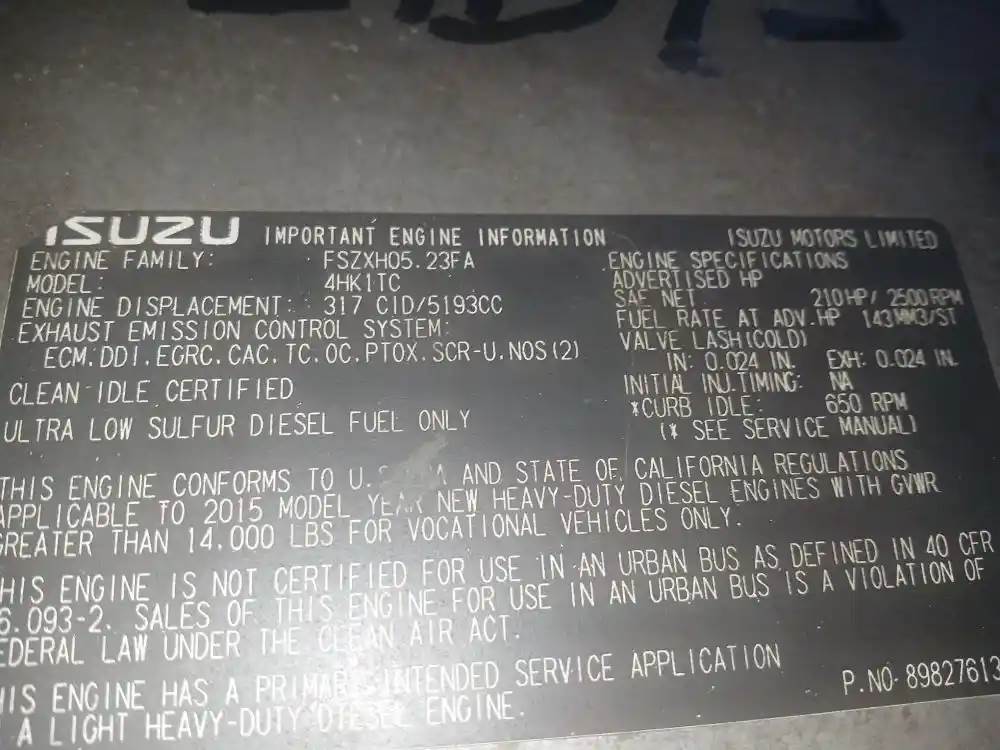 ISUZU IMPORTANT ENGINE INFORMATION ISUZU MOTORS LIMITED
ENGINE FAMILY: FSZXH05.23FA
MODEL: 4HK1TC
ENGINE DISPLACEMENT: 317 CID/5193CC
EXHAUST EMISSION CONTROL SYSTEM:
ECM.DDI.EGRC.CAC.TC.OC.PTOX.SCR-U.NOS(2)
CLEAN IDLE CERTIFIED
ULTRA LOW SULFUR DIESEL FUEL ONLY
ENGINE SPECIFICATIONS
ADVERTISED HP
SAE NET 210HP/ 2500RPM
FUEL RATE AT ADV.HP 143MM3/ST
VALVE LASH(COLD)
IN: 0.024 IN. EXH: 0.024 IN.
INITIAL INJ.TIMING: NA
*CURB IDLE: 650 RPM
(* SEE SERVICE MANUAL)
THIS ENGINE CONFORMS TO AND STATE OF CALIFORNIA REGULATIONS
APPLICABLE TO 2015 MODEL YEAR NEW HEAVY-DUTY DIESEL ENGINES WITH GVWR
GREATER THAN 14.000 LBS FOR VOCATIONAL VEHICLES ONLY.
HIS ENGINE IS NOT CERTIFIED FOR USE IN AN URBAN BUS AS DEFINED IN 40 CFR
6.093-2. SALES OF THIS ENGINE FOR USE IN AN URBAN BUS IS A VIOLATION OF
EDERAL LAW UNDER THE CLEAN AIR ACT.
HIS ENGINE HAS A PRIMARY INTENDED SERVICE APPLICATION
A LIGHT HEAVY-DUTY DIESEL ENGINE.
P.NO. 89827613